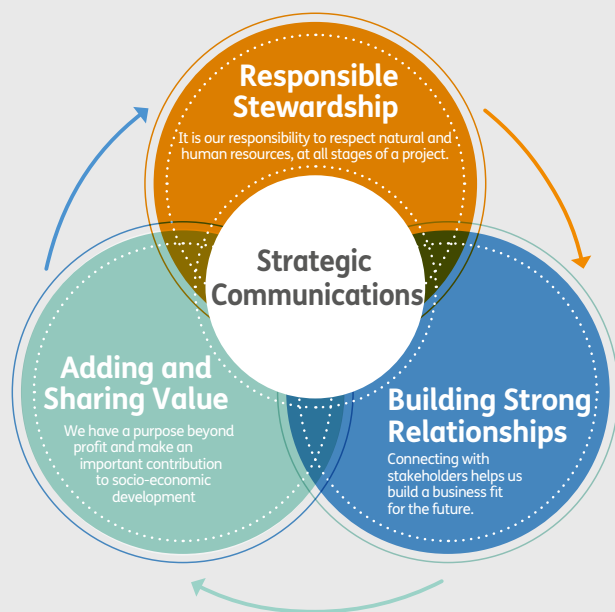 Responsible
Stewardship
It is our responsibility to respect natural and
human resources, at all stages of a project.
Strategic
Communications
Adding and
Sharing Value
We have a purpose beyond
profit and make an
important contribution
to socio-economic
development
Building Strong
Relationships
Connecting with
stakeholders helps us
build a business fit
for the future.